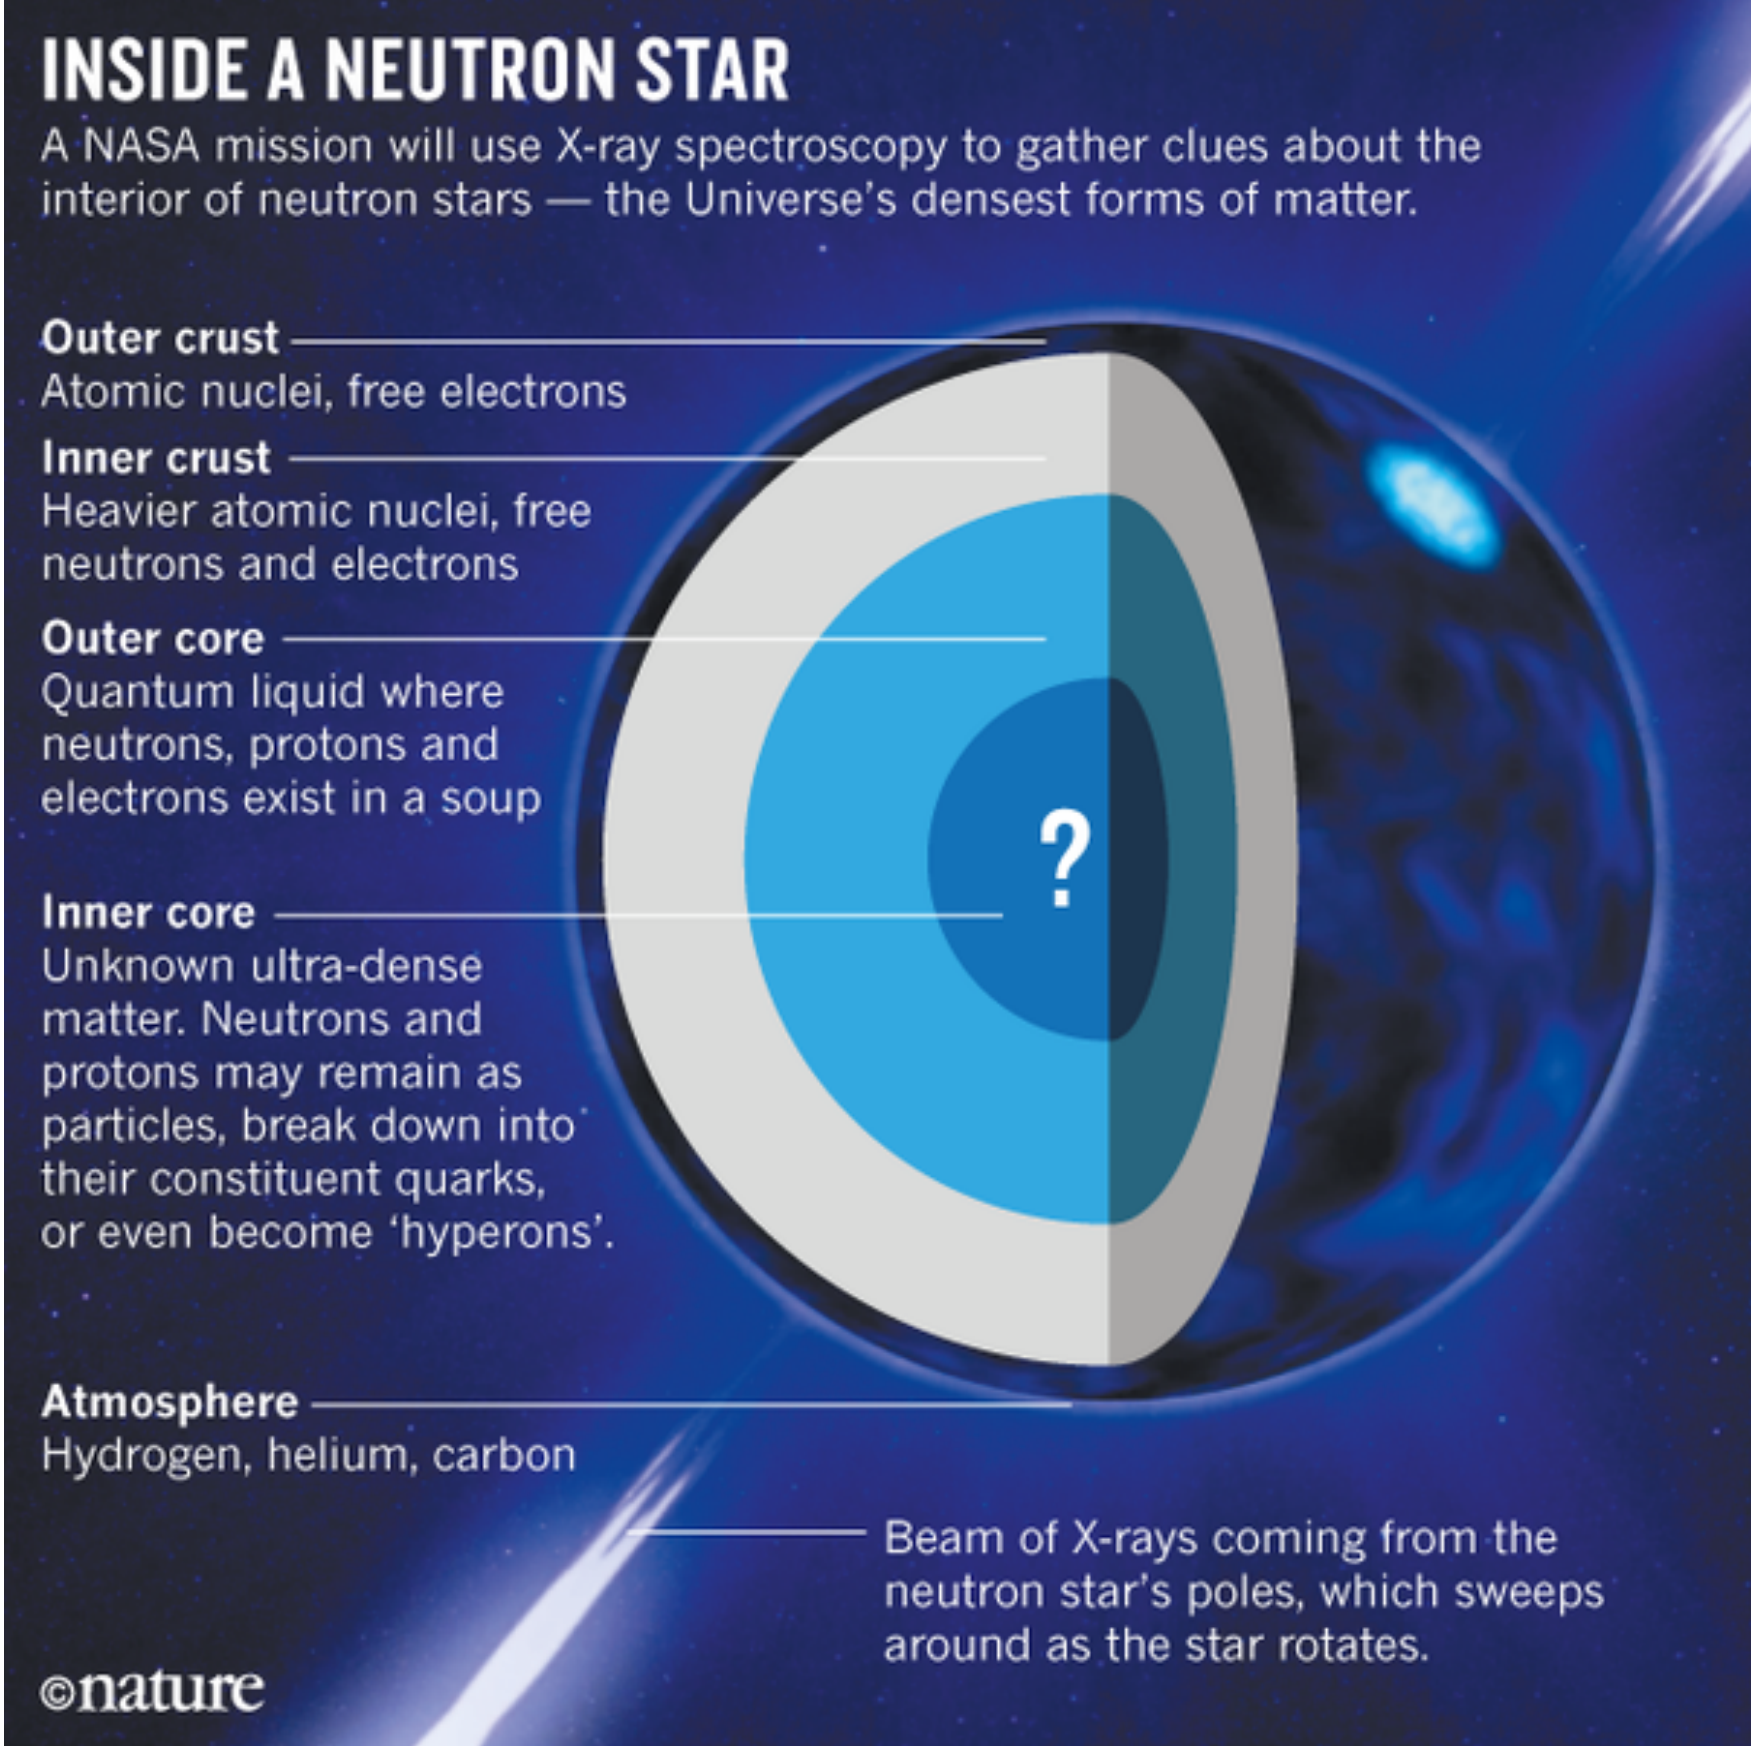 INSIDE A NEUTRON STAR
A NASA mission will use X-ray spectroscopy to gather clues about the
interior of neutron stars — the Universe’s densest forms of matter.
Outer crust
Atomic nuclei, free electrons
Inner crust
Heavier atomic nuclei, free
neutrons and electrons
Outer core
Quantum liquid where
neutrons, protons and
electrons exist in a soup
?
Inner core
Unknown ultra-dense
matter. Neutrons and
protons may remain as
particles, break down into
their constituent quarks,
or even become ‘hyperons’.
Atmosphere
Hydrogen, helium, carbon
Beam of X-rays coming from the
neutron star’s poles, which sweeps
around as the star rotates.
©nature